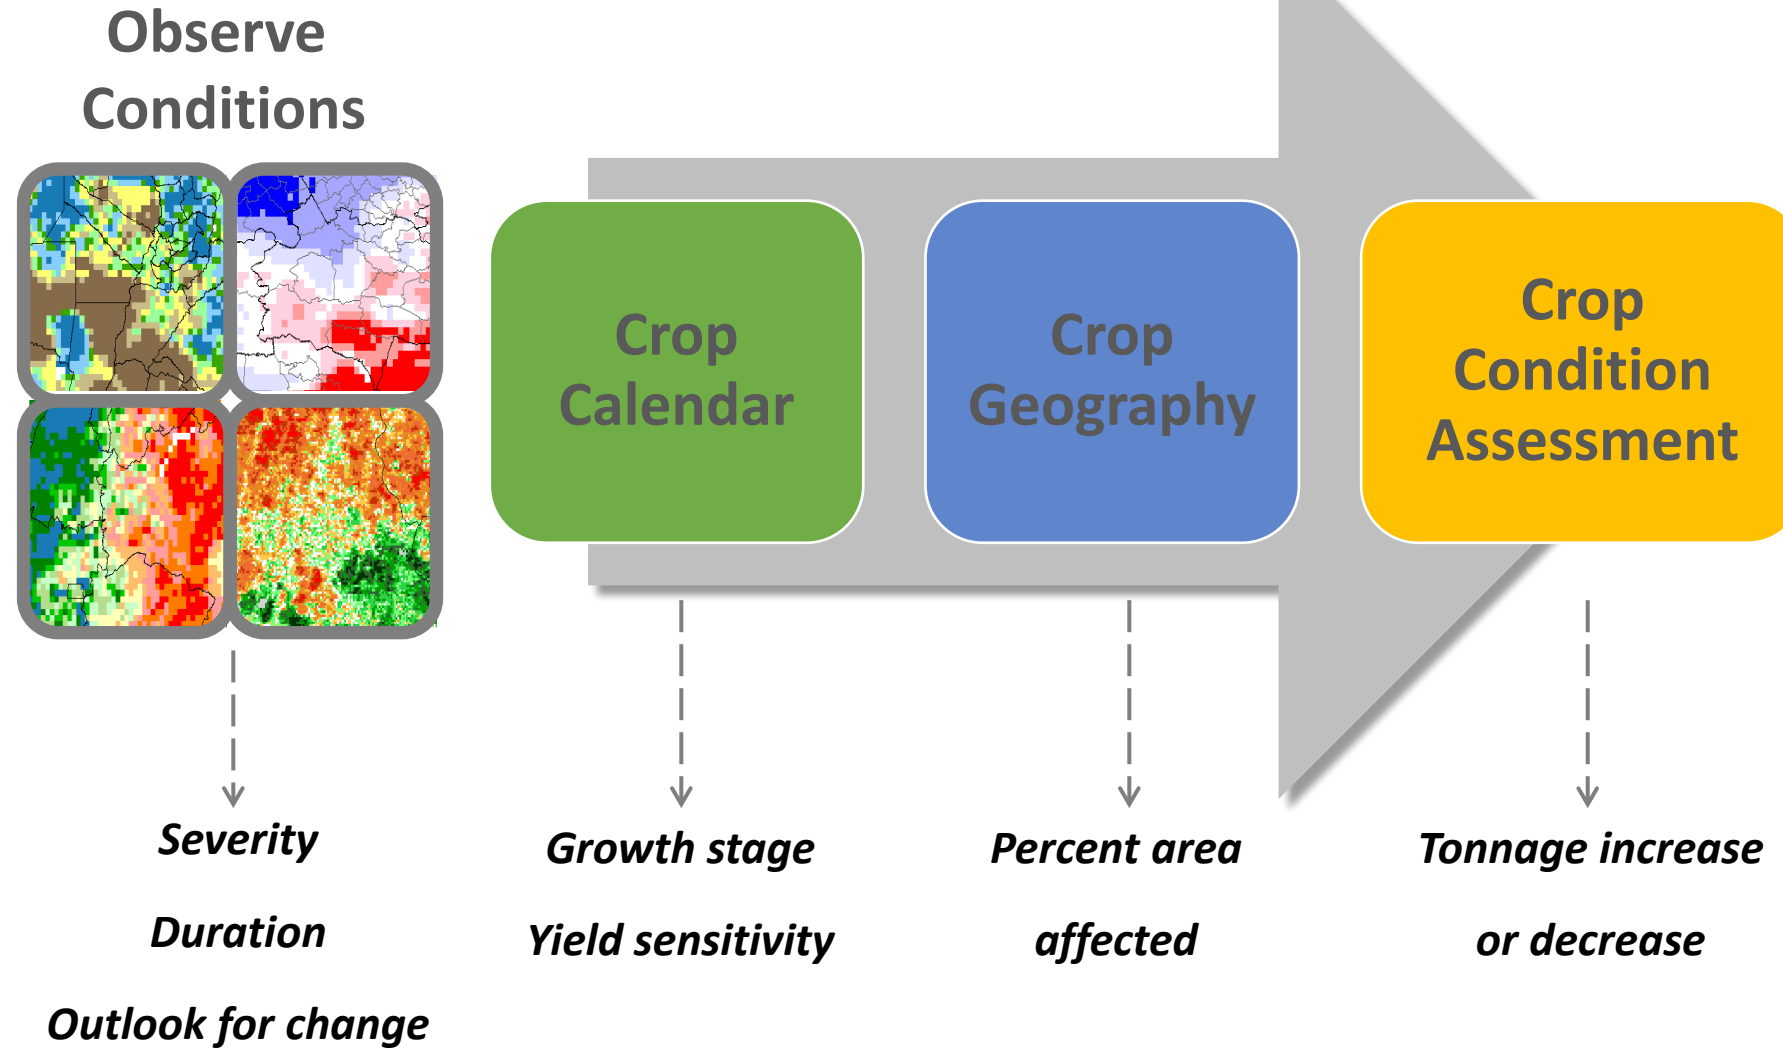 Observe
Conditions
Crop
Calendar
Crop
Geography
Crop
Condition
Assessment
Severity
Duration
Outlook for change
Growth stage
Yield sensitivity
Percent area
affected
Tonnage increase
or decrease